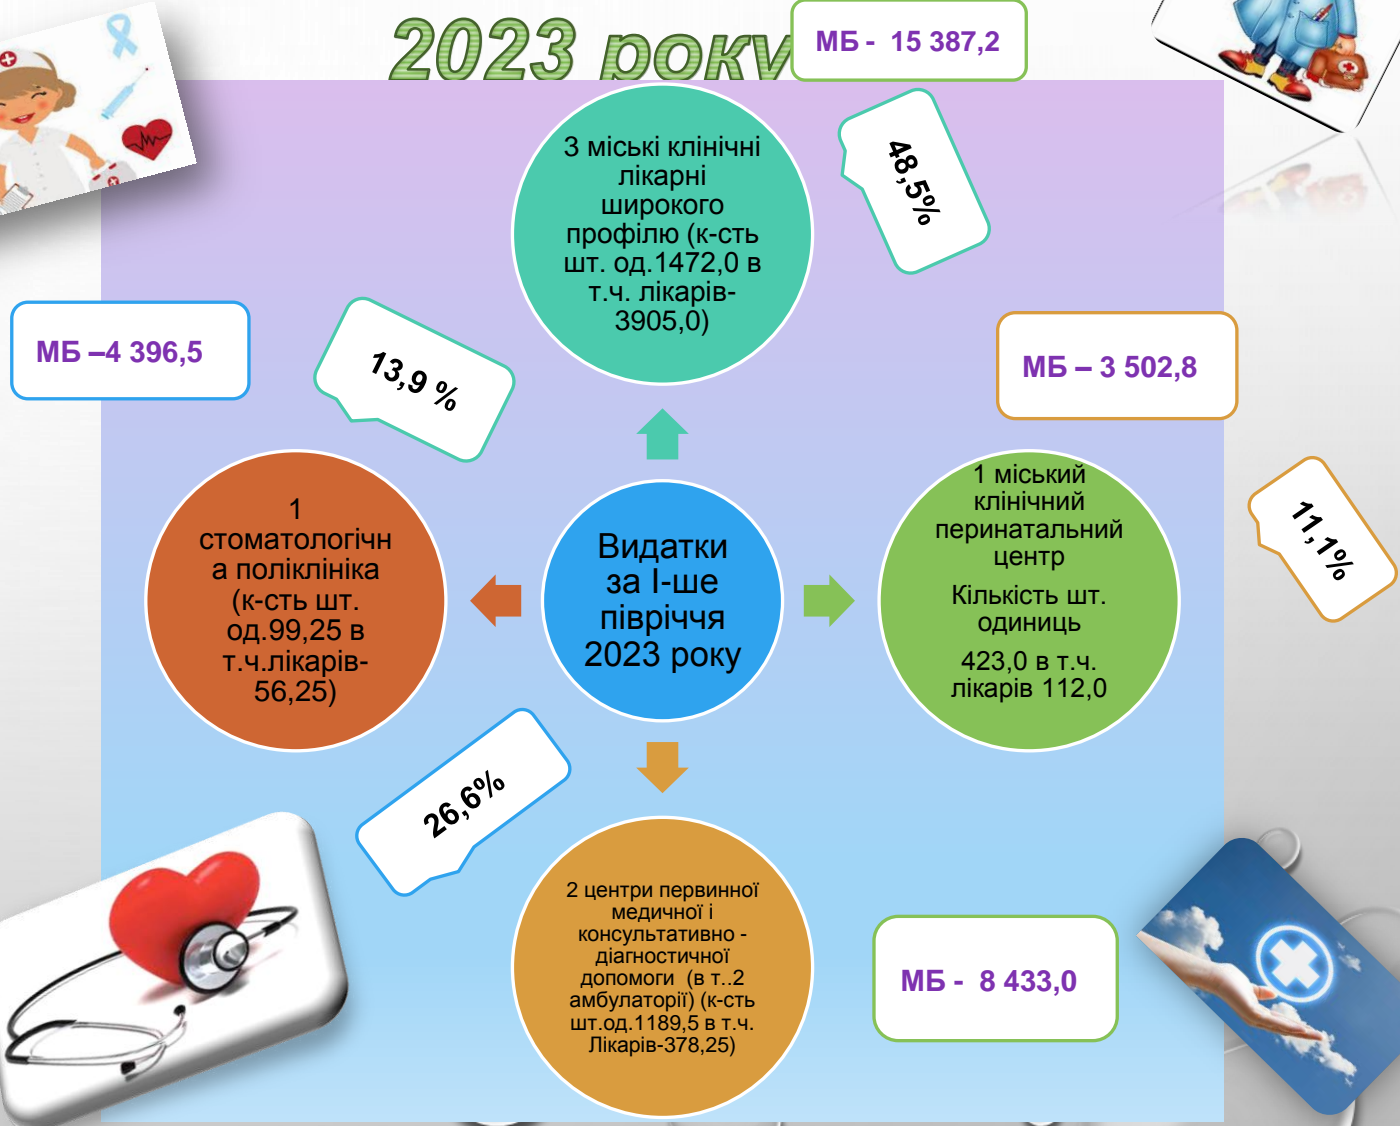 2023 року
МБ - 15 387,2
3 міські клінічні
лікарні
широкого
профілю (к-сть
шт. од.1472,0 в
т.ч. лікарів-
3905,0)
48,5%
МБ –4 396,5
13,9 %
МБ – 3 502,8
1
стоматологічн
а поліклініка
(к-сть шт.
од.99,25 в
т.ч.лікарів-
56,25)
Видатки
за І-ше
півріччя
2023 року
1 міський
клінічний
перинатальний
центр
Кількість шт.
одиниць
423,0 в т.ч.
лікарів 112,0
11,1%
26,6%
2 центри первинної
медичної і
консультативно -
діагностичної
допомоги (в т..2
амбулаторії) (к-сть
шт.од.1189,5 в т.ч.
Лікарів-378,25)
МБ - 8 433,0